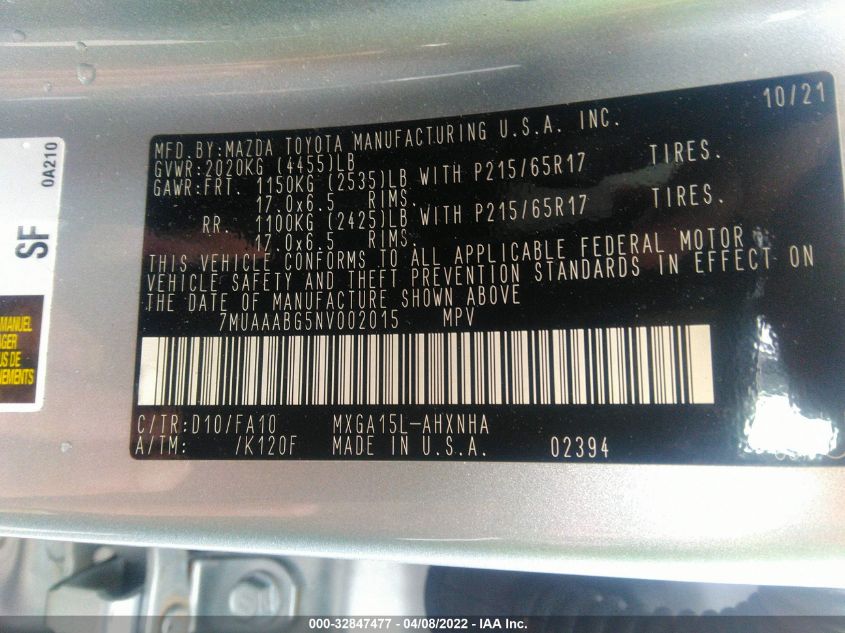 10/21
MFD.BY:MAZDA TOYOTA MANUFACTURING U.S.A. INC.
GVWR:2020KG (4455)LB
GAWR:FRT. 1150KG (2535)LB WITH P215/65R17 TIRES.
17.0x6.5 RIMS.
RR. 1100KG (2425)LB WITH P215/65R17 TIRES.
17.0x6.5 RIMS.
THIS VEHICLE CONFORMS TO ALL APPLICABLE FEDERAL MOTOR
VEHICLE SAFETY AND THEFT PREVENTION STANDARDS IN EFFECT ON
THE DATE OF MANUFACTURE SHOWN ABOVE
7MUAAABG5NV002015 MPV
C/TR:D10/FA10 MXGA15L-AHXNHA
A/TM: /K120F MADE IN U.S.A. 02394
0A210
SF
MANUEL
000-32847477 - 04/08/2022 - IAA Inc.